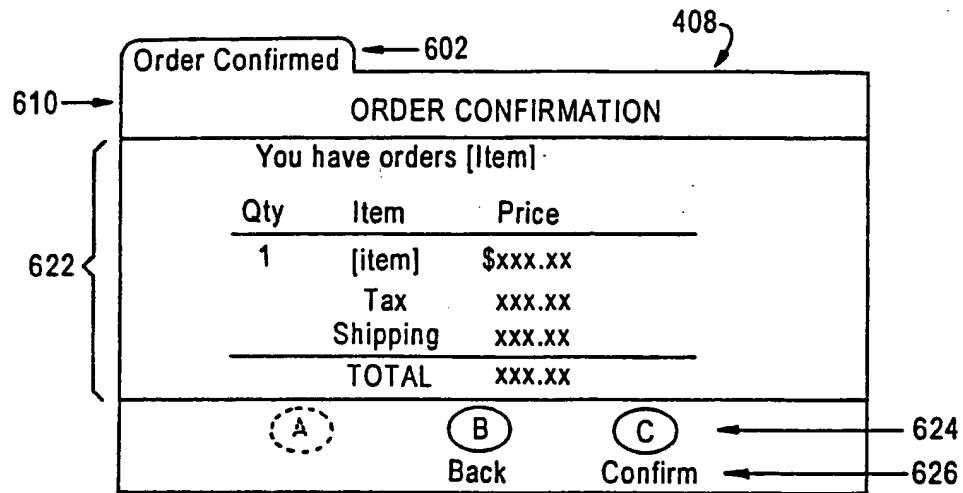 408
Order Confirmed 602
610 ORDER CONFIRMATION
You have orders [Item]
Qty Item Price
622
1 [item] $xxx.xx
Tax xxx.xx
Shipping xxx.xx
TOTAL xxx.xx
A B C 624
Back Confirm 626